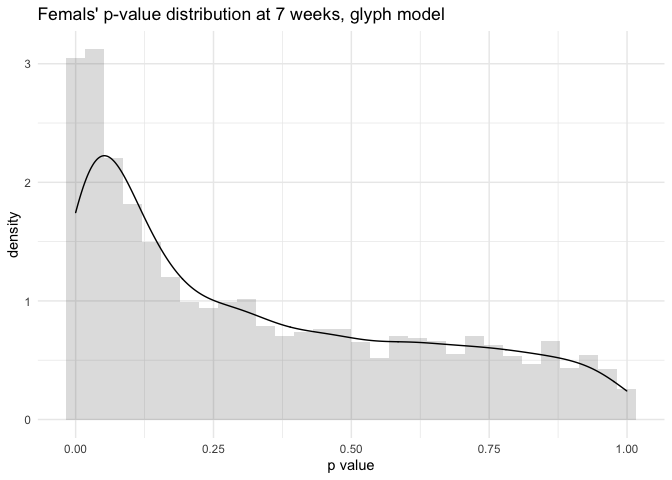 Femals' p-value distribution at 7 weeks, glyph model
3
2
1
0
density
0.00 0.25 0.50 0.75 1.00
p value